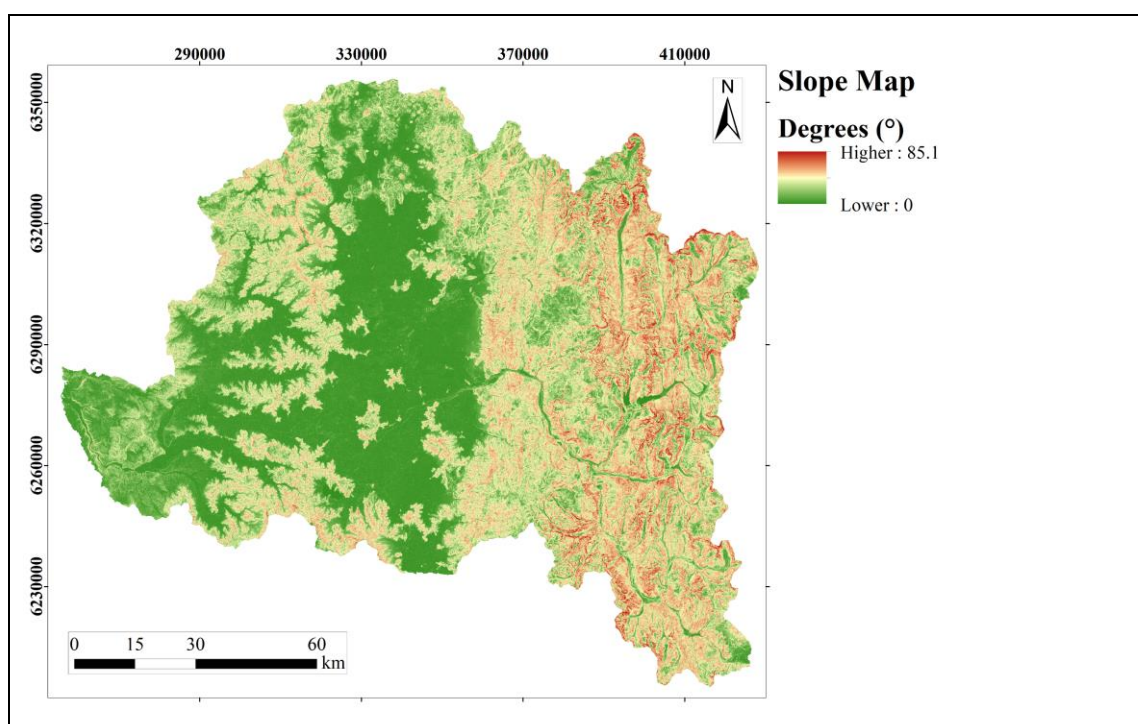 290000 330000 370000 410000
6350000
6320000
6290000
6260000
6230000
N
Slope Map
Degrees (°)
Higher : 85.1
Lower : 0
0 15 30 60
km